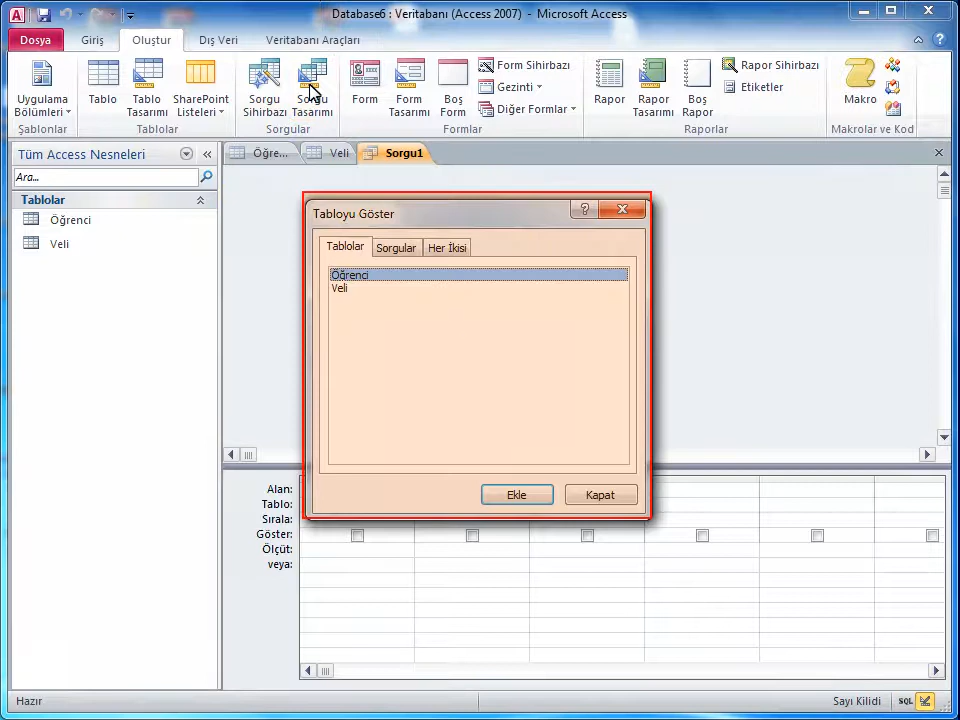 Database6 : Veritabanı (Access 2007) - Microsoft Access
Dosya Giriş Oluştur Dış Veri Veritabanı Araçları
Uygulama Bölümleri
Şablonlar
Tablo
Tablo Tasarımı
SharePoint Listeleri
Tablolar
Sorgu Sihirbazı
Sorgu Tasarımı
Sorgular
Form
Form Tasarımı
Boş Form
Form Sihirbazı
Gezinti
Diğer Formlar
Formlar
Rapor
Rapor Tasarımı
Boş Rapor
Rapor Sihirbazı
Etiketler
Raporlar
Makro
Makrolar ve Kod
Tüm Access Nesneleri
Ara...
Tablolar
Öğrenci
Veli
Öğre... Veli Sorgu1
Tabloyu Göster
Tablolar Sorgular Her İkisi
Öğrenci
Veli
Ekle Kapat
Alan:
Tablo:
Sırala:
Göster:
Ölçüt:
veya:
Hazır
Sayı Kilidi
SQL